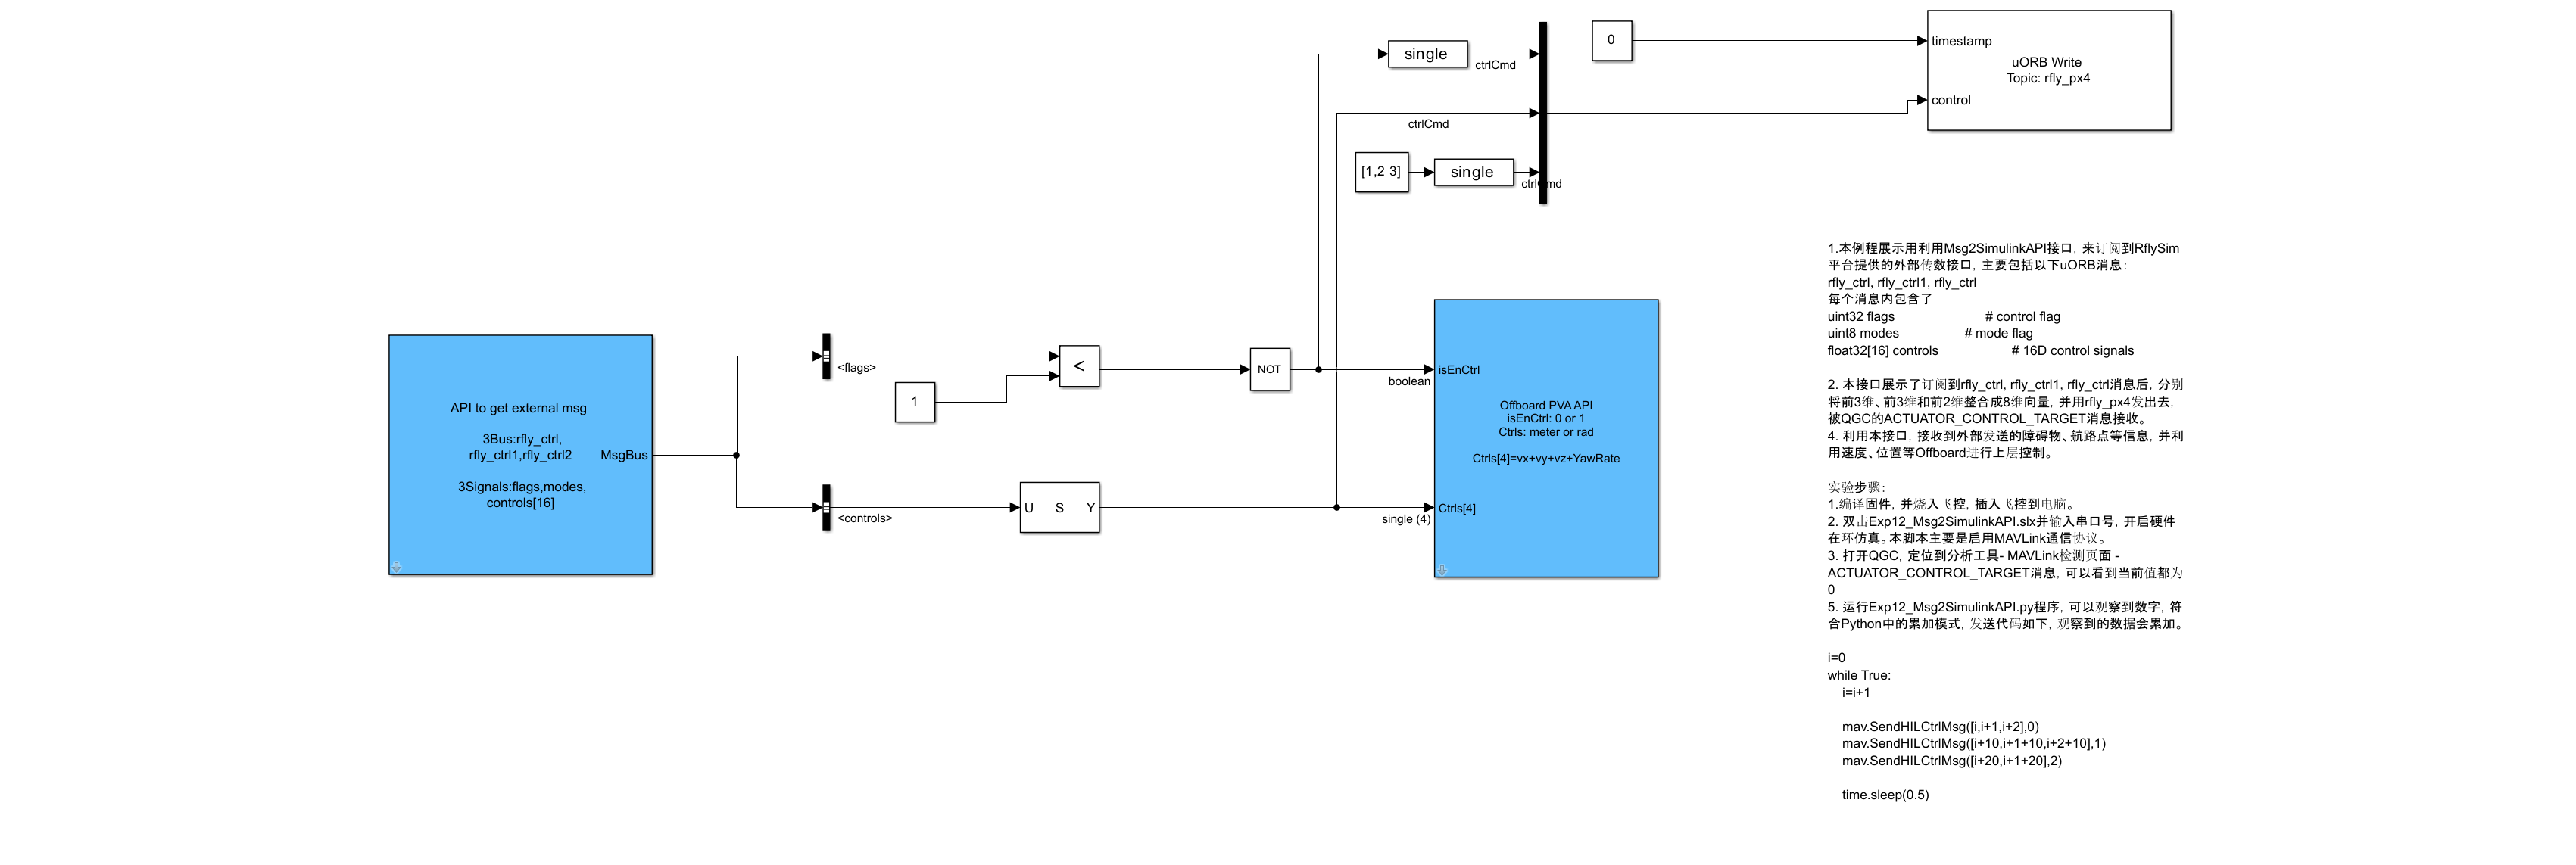 0
timestamp
uORB Write
Topic: rfly_px4
control
single
ctrlCmd
ctrlCmd
[1,2 3]
single
ctrlCmd
API to get external msg
3Bus:rfly_ctrl,
rfly_ctrl1,rfly_ctrl2
3Signals:flags,modes,
controls[16]
MsgBus
<flags>
1
<
NOT
boolean
<controls>
U S Y
single (4)
isEnCtrl
Offboard PVA API
isEnCtrl: 0 or 1
Ctrls: meter or rad
Ctrls[4]=vx+vy+vz+YawRate
Ctrls[4]
1.本例程展示用利用Msg2SimulinkAPI接口, 来订阅到RflySim
平台提供的外部传数接口, 主要包括以下uORB消息:
rfly_ctrl, rfly_ctrl1, rfly_ctrl
每个消息内包含了
uint32 flags # control flag
uint8 modes # mode flag
float32[16] controls # 16D control signals
2. 本接口展示了订阅到rfly_ctrl, rfly_ctrl1, rfly_ctrl消息后, 分别
将前3维、前3维和前2维整合成8维向量, 并用rfly_px4发出去,
被QGC的ACTUATOR_CONTROL_TARGET消息接收。
4. 利用本接口, 接收到外部发送的障碍物、航路点等信息, 并利
用速度、位置等Offboard进行上层控制。
实验步骤:
1.编译固件, 并烧入飞控, 插入飞控到电脑。
2. 双击Exp12_Msg2SimulinkAPI.slx并输入串口号, 开启硬件
在环仿真。本脚本主要是启用MAVLink通信协议。
3. 打开QGC, 定位到分析工具- MAVLink检测页面 -
ACTUATOR_CONTROL_TARGET消息, 可以看到当前值都为
0
5. 运行Exp12_Msg2SimulinkAPI.py程序, 可以观察到数字, 符
合Python中的累加模式, 发送代码如下, 观察到的数据会累加。
i=0
while True:
i=i+1
mav.SendHILCtrlMsg([i,i+1,i+2],0)
mav.SendHILCtrlMsg([i+10,i+1+10,i+2+10],1)
mav.SendHILCtrlMsg([i+20,i+1+20],2)
time.sleep(0.5)